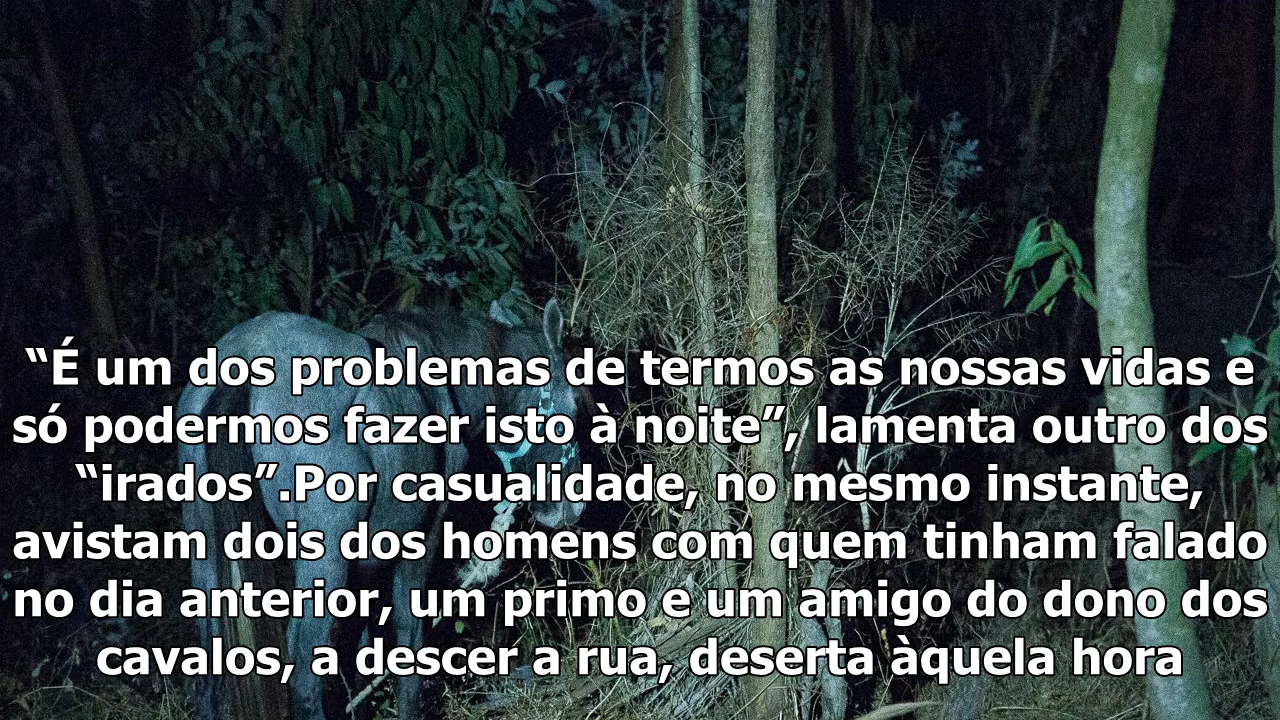 “É um dos problemas de termos as nossas vidas e
só podermos fazer isto à noite”, lamenta outro dos
“irados”.Por casualidade, no mesmo instante,
avistam dois dos homens com quem tinham falado
no dia anterior, um primo e um amigo do dono dos
cavalos, a descer a rua, deserta àquela hora